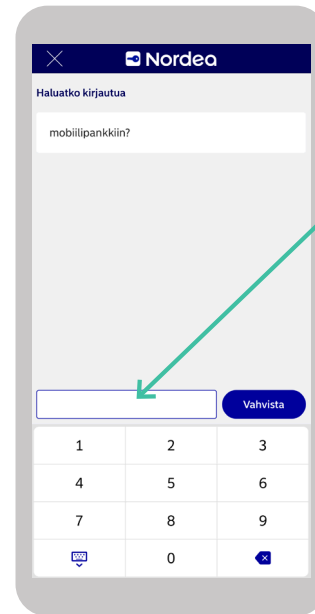 Nordea
Haluatko kirjautua
mobiilipankkiin?
Vahvista
1 2 3
4 5 6
7 8 9
0